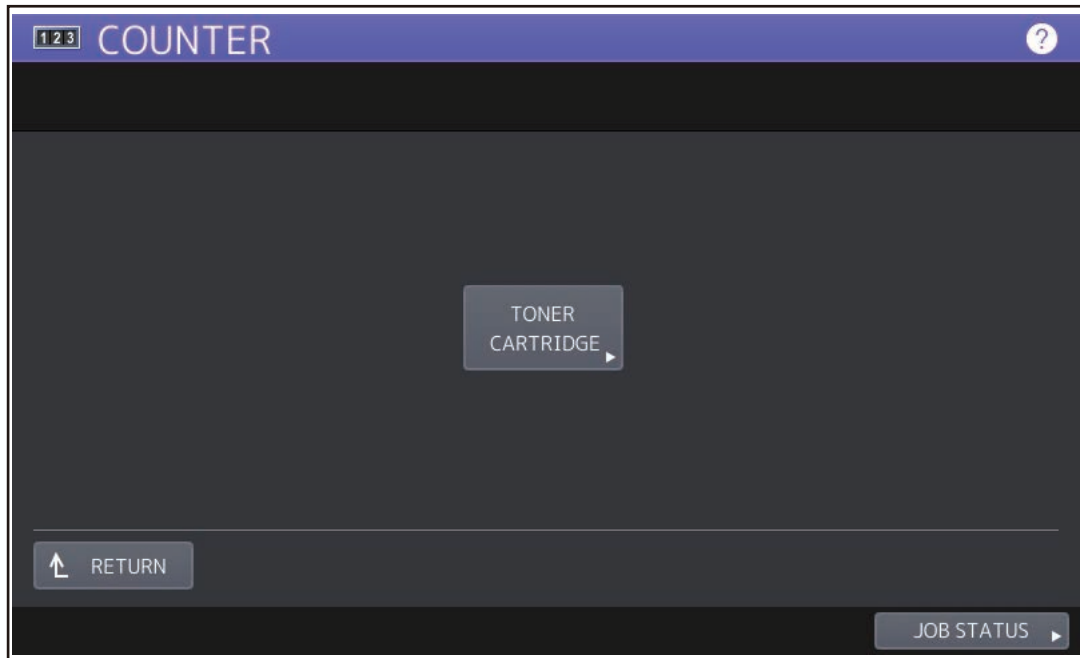 123 COUNTER ?
TONER
CARTRIDGE
RETURN
JOB STATUS